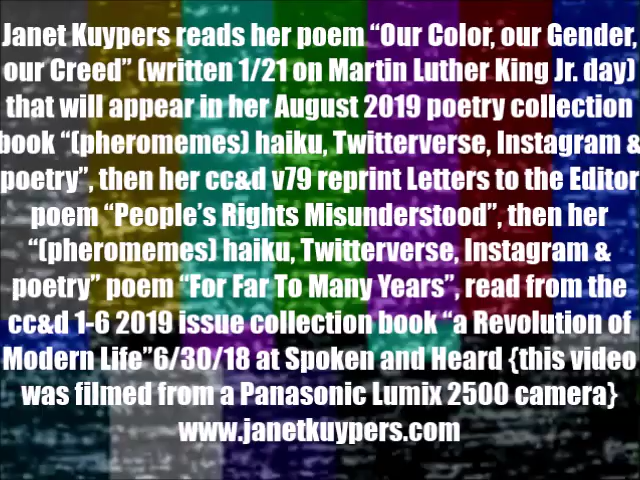 Janet Kuypers reads her poem “Our Color, our Gender,
our Creed” (written 1/21 on Martin Luther King Jr. day)
that will appear in her August 2019 poetry collection
book “(pheromemes) haiku, Twitterverse, Instagram &
poetry”, then her cc&d v79 reprint Letters to the Editor
poem “People’s Rights Misunderstood”, then her
“(pheromemes) haiku, Twitterverse, Instagram &
poetry” poem “For Far To Many Years”, read from the
cc&d 1-6 2019 issue collection book “a Revolution of
Modern Life”6/30/18 at Spoken and Heard {this video
was filmed from a Panasonic Lumix 2500 camera}
www.janetkuypers.com